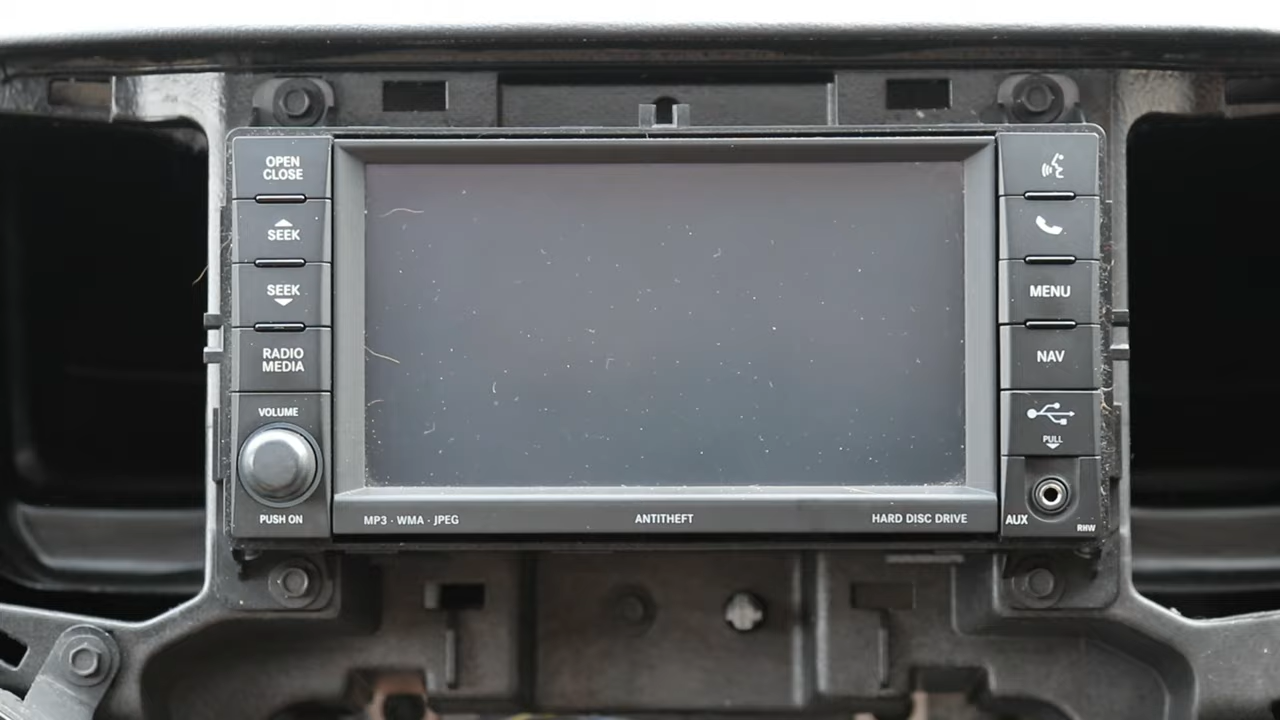 OPEN
CLOSE
SEEK
SEEK
RADIO
MEDIA
VOLUME
PUSH ON
MP3 · WMA · JPEG
ANTITHEFT
HARD DISC DRIVE
MENU
NAV
PULL
AUX
RHW